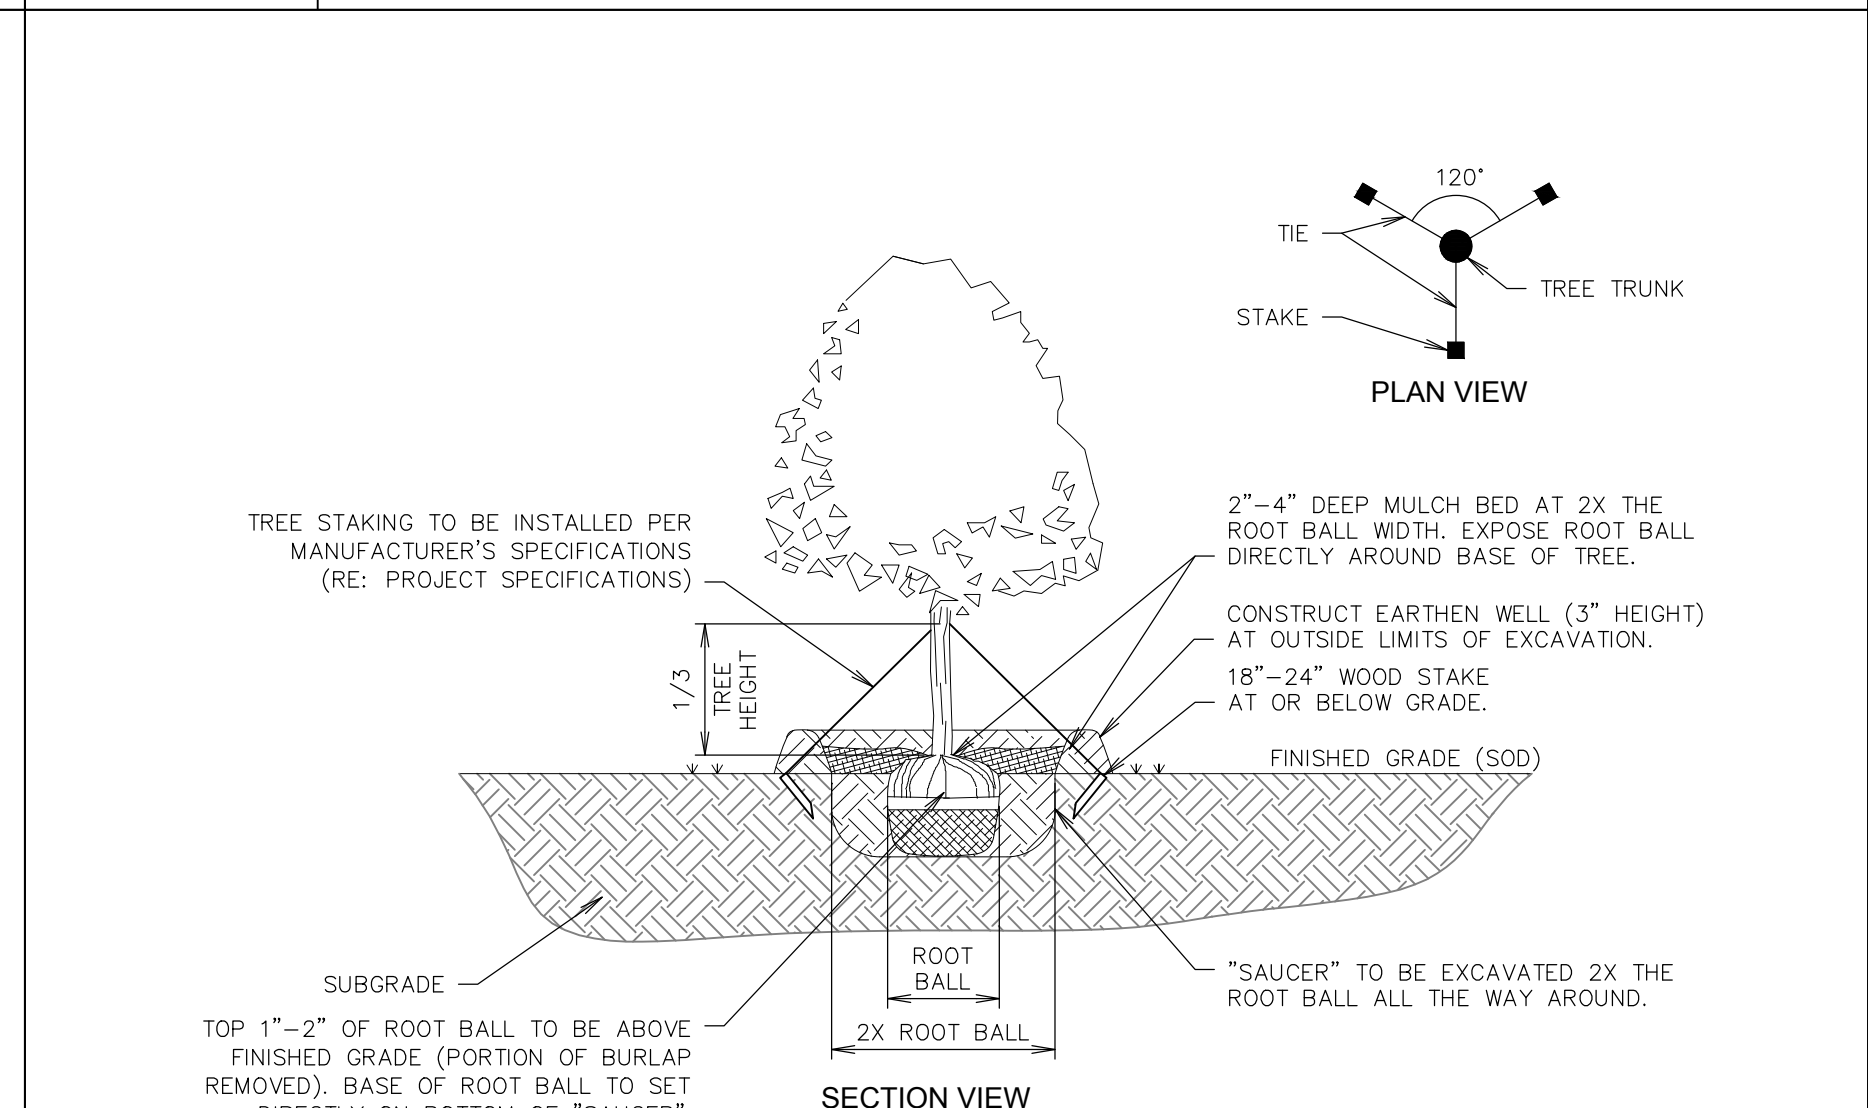 120°
TIE
TREE TRUNK
STAKE
PLAN VIEW
TREE STAKING TO BE INSTALLED PER
MANUFACTURER'S SPECIFICATIONS
(RE: PROJECT SPECIFICATIONS)
2"-4" DEEP MULCH BED AT 2X THE
ROOT BALL WIDTH. EXPOSE ROOT BALL
DIRECTLY AROUND BASE OF TREE.
CONSTRUCT EARTHEN WELL (3" HEIGHT)
AT OUTSIDE LIMITS OF EXCAVATION.
18"-24" WOOD STAKE
AT OR BELOW GRADE.
1/3
TREE
HEIGHT
FINISHED GRADE (SOD)
ROOT
BALL
2X ROOT BALL
SUBGRADE
"SAUCER" TO BE EXCAVATED 2X THE
ROOT BALL ALL THE WAY AROUND.
TOP 1"-2" OF ROOT BALL TO BE ABOVE
FINISHED GRADE (PORTION OF BURLAP
REMOVED). BASE OF ROOT BALL TO SET
DIRECTLY ON BOTTOM OF "SAUCER".
SECTION VIEW